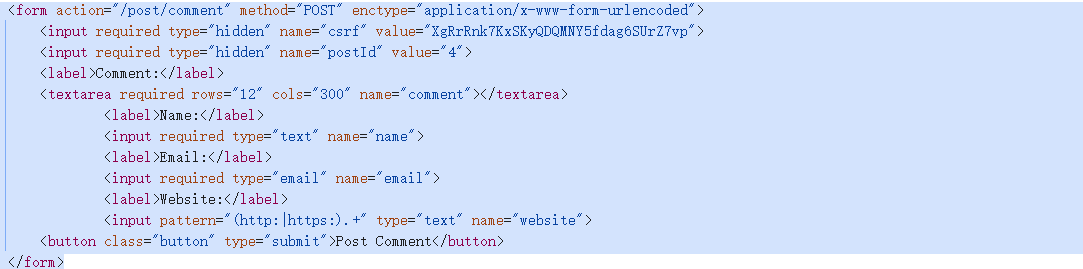 <form action="/post/comment" method="POST" enctype="application/x-www-form-urlencoded">
<input required type="hidden" name="csrf" value="XgRrRnk7KxSKyQDQMNY5fdag6SUrZ7vp">
<input required type="hidden" name="postId" value="4">
<label>Comment:</label>
<textarea required rows="12" cols="300" name="comment"></textarea>
<label>Name:</label>
<input required type="text" name="name">
<label>Email:</label>
<input required type="email" name="email">
<label>Website:</label>
<input pattern="(http:|https:).+" type="text" name="website">
<button class="button" type="submit">Post Comment</button>
</form>